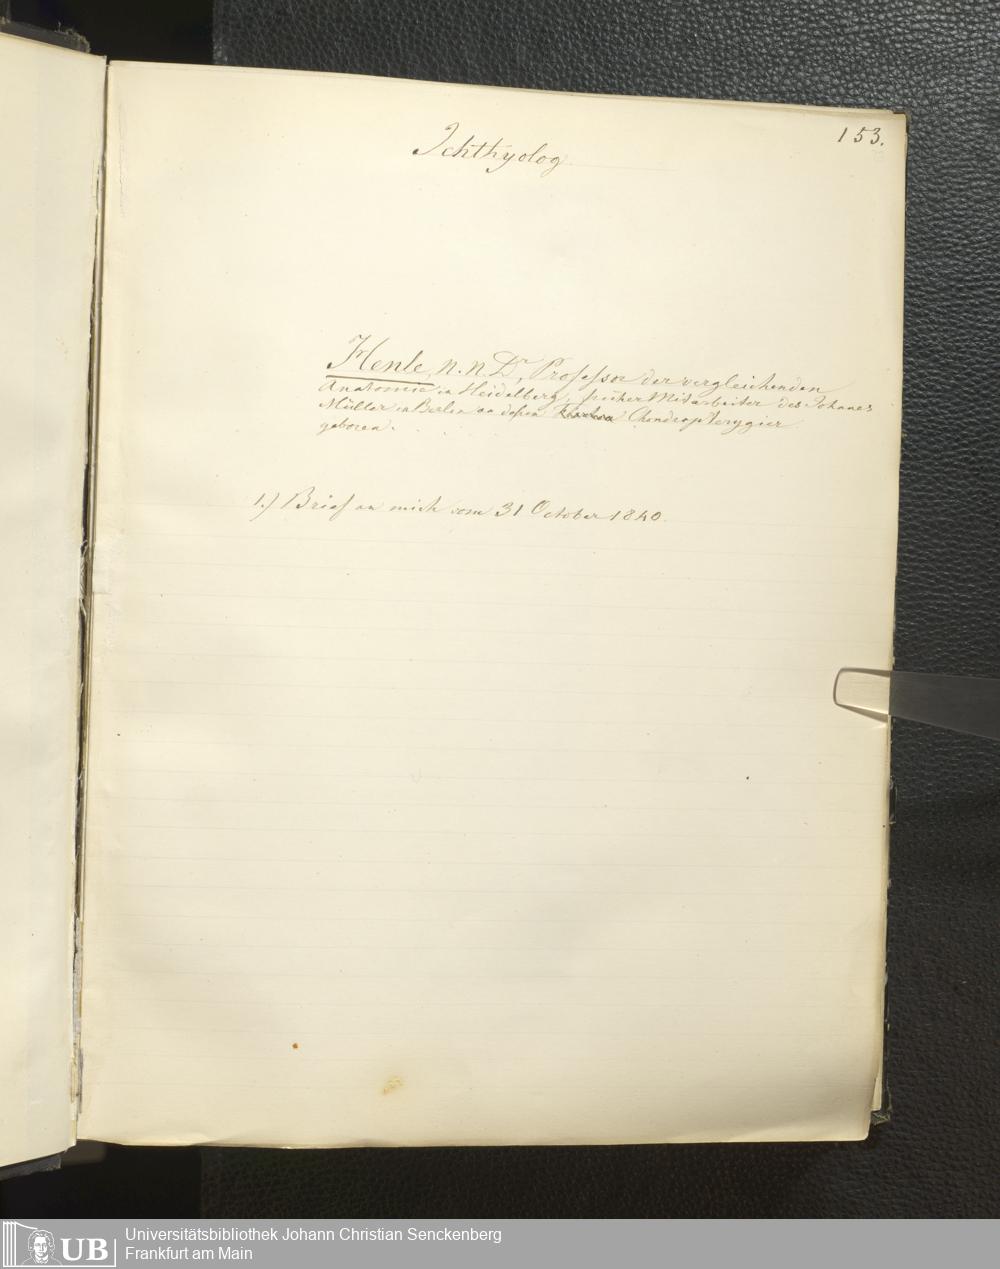 153.
Ichthyolog.
Henle, n. n. Dr, Professor der vergleichenden
Anatomie in Heidelberg, früher Mitarbeiter des Johanes
Müller in Berlin an dessen Chondropterygier
geboren.
1.) Brief an mich vom 31 October 1840.
Universitätsbibliothek Johann Christian Senckenberg
Frankfurt am Main
UB